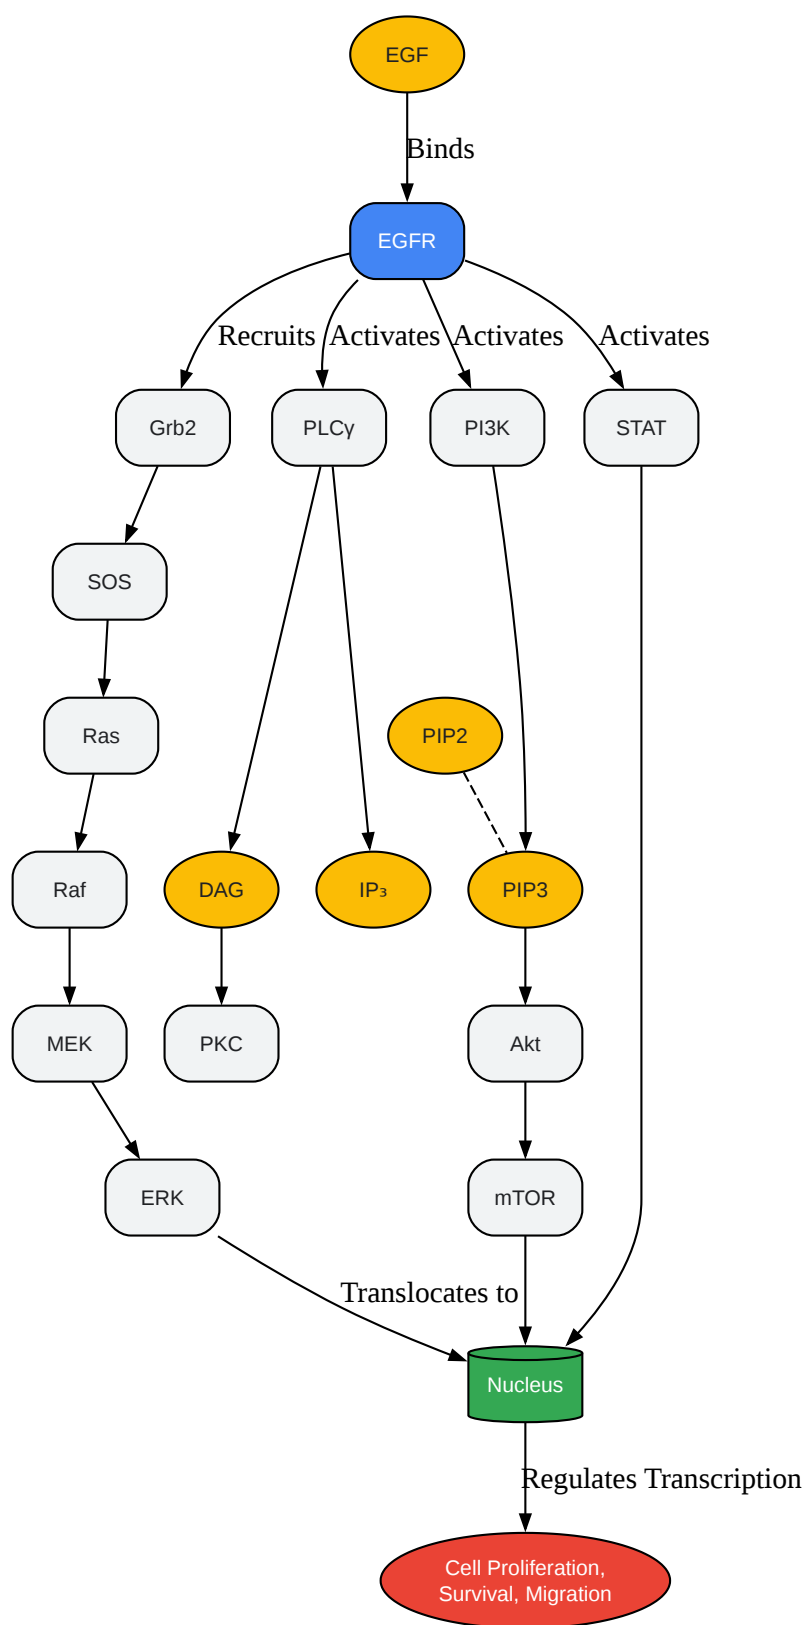 EGF
Binds
EGFR
Recruits
Activates
Activates
Activates
Grb2
PLCγ
PI3K
STAT
SOS
Ras
PIP2
Raf
DAG
IP₃
PIP3
MEK
PKC
Akt
ERK
mTOR
Translocates to
Nucleus
Regulates Transcription
Cell Proliferation,
Survival, Migration